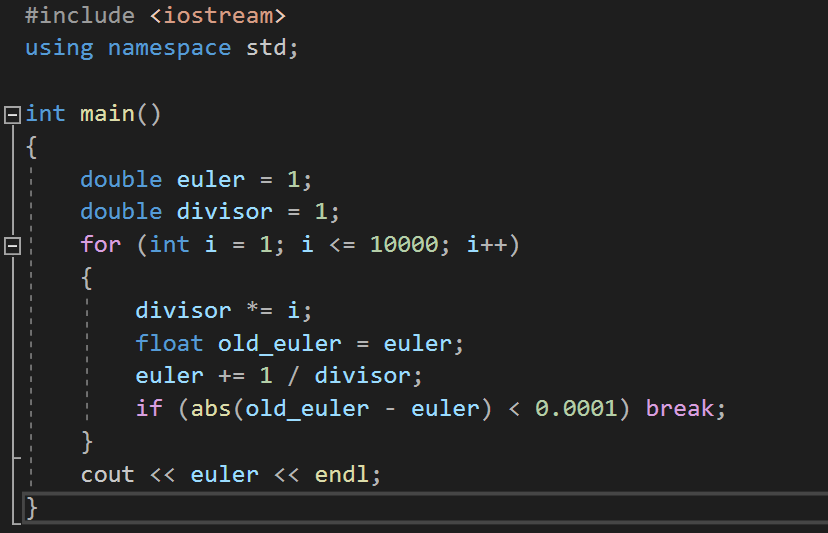 #include <iostream>
using namespace std;
int main()
{
double euler = 1;
double divisor = 1;
for (int i = 1; i <= 10000; i++)
{
divisor *= i;
float old_euler = euler;
euler += 1 / divisor;
if (abs(old_euler - euler) < 0.0001) break;
}
cout << euler << endl;
}